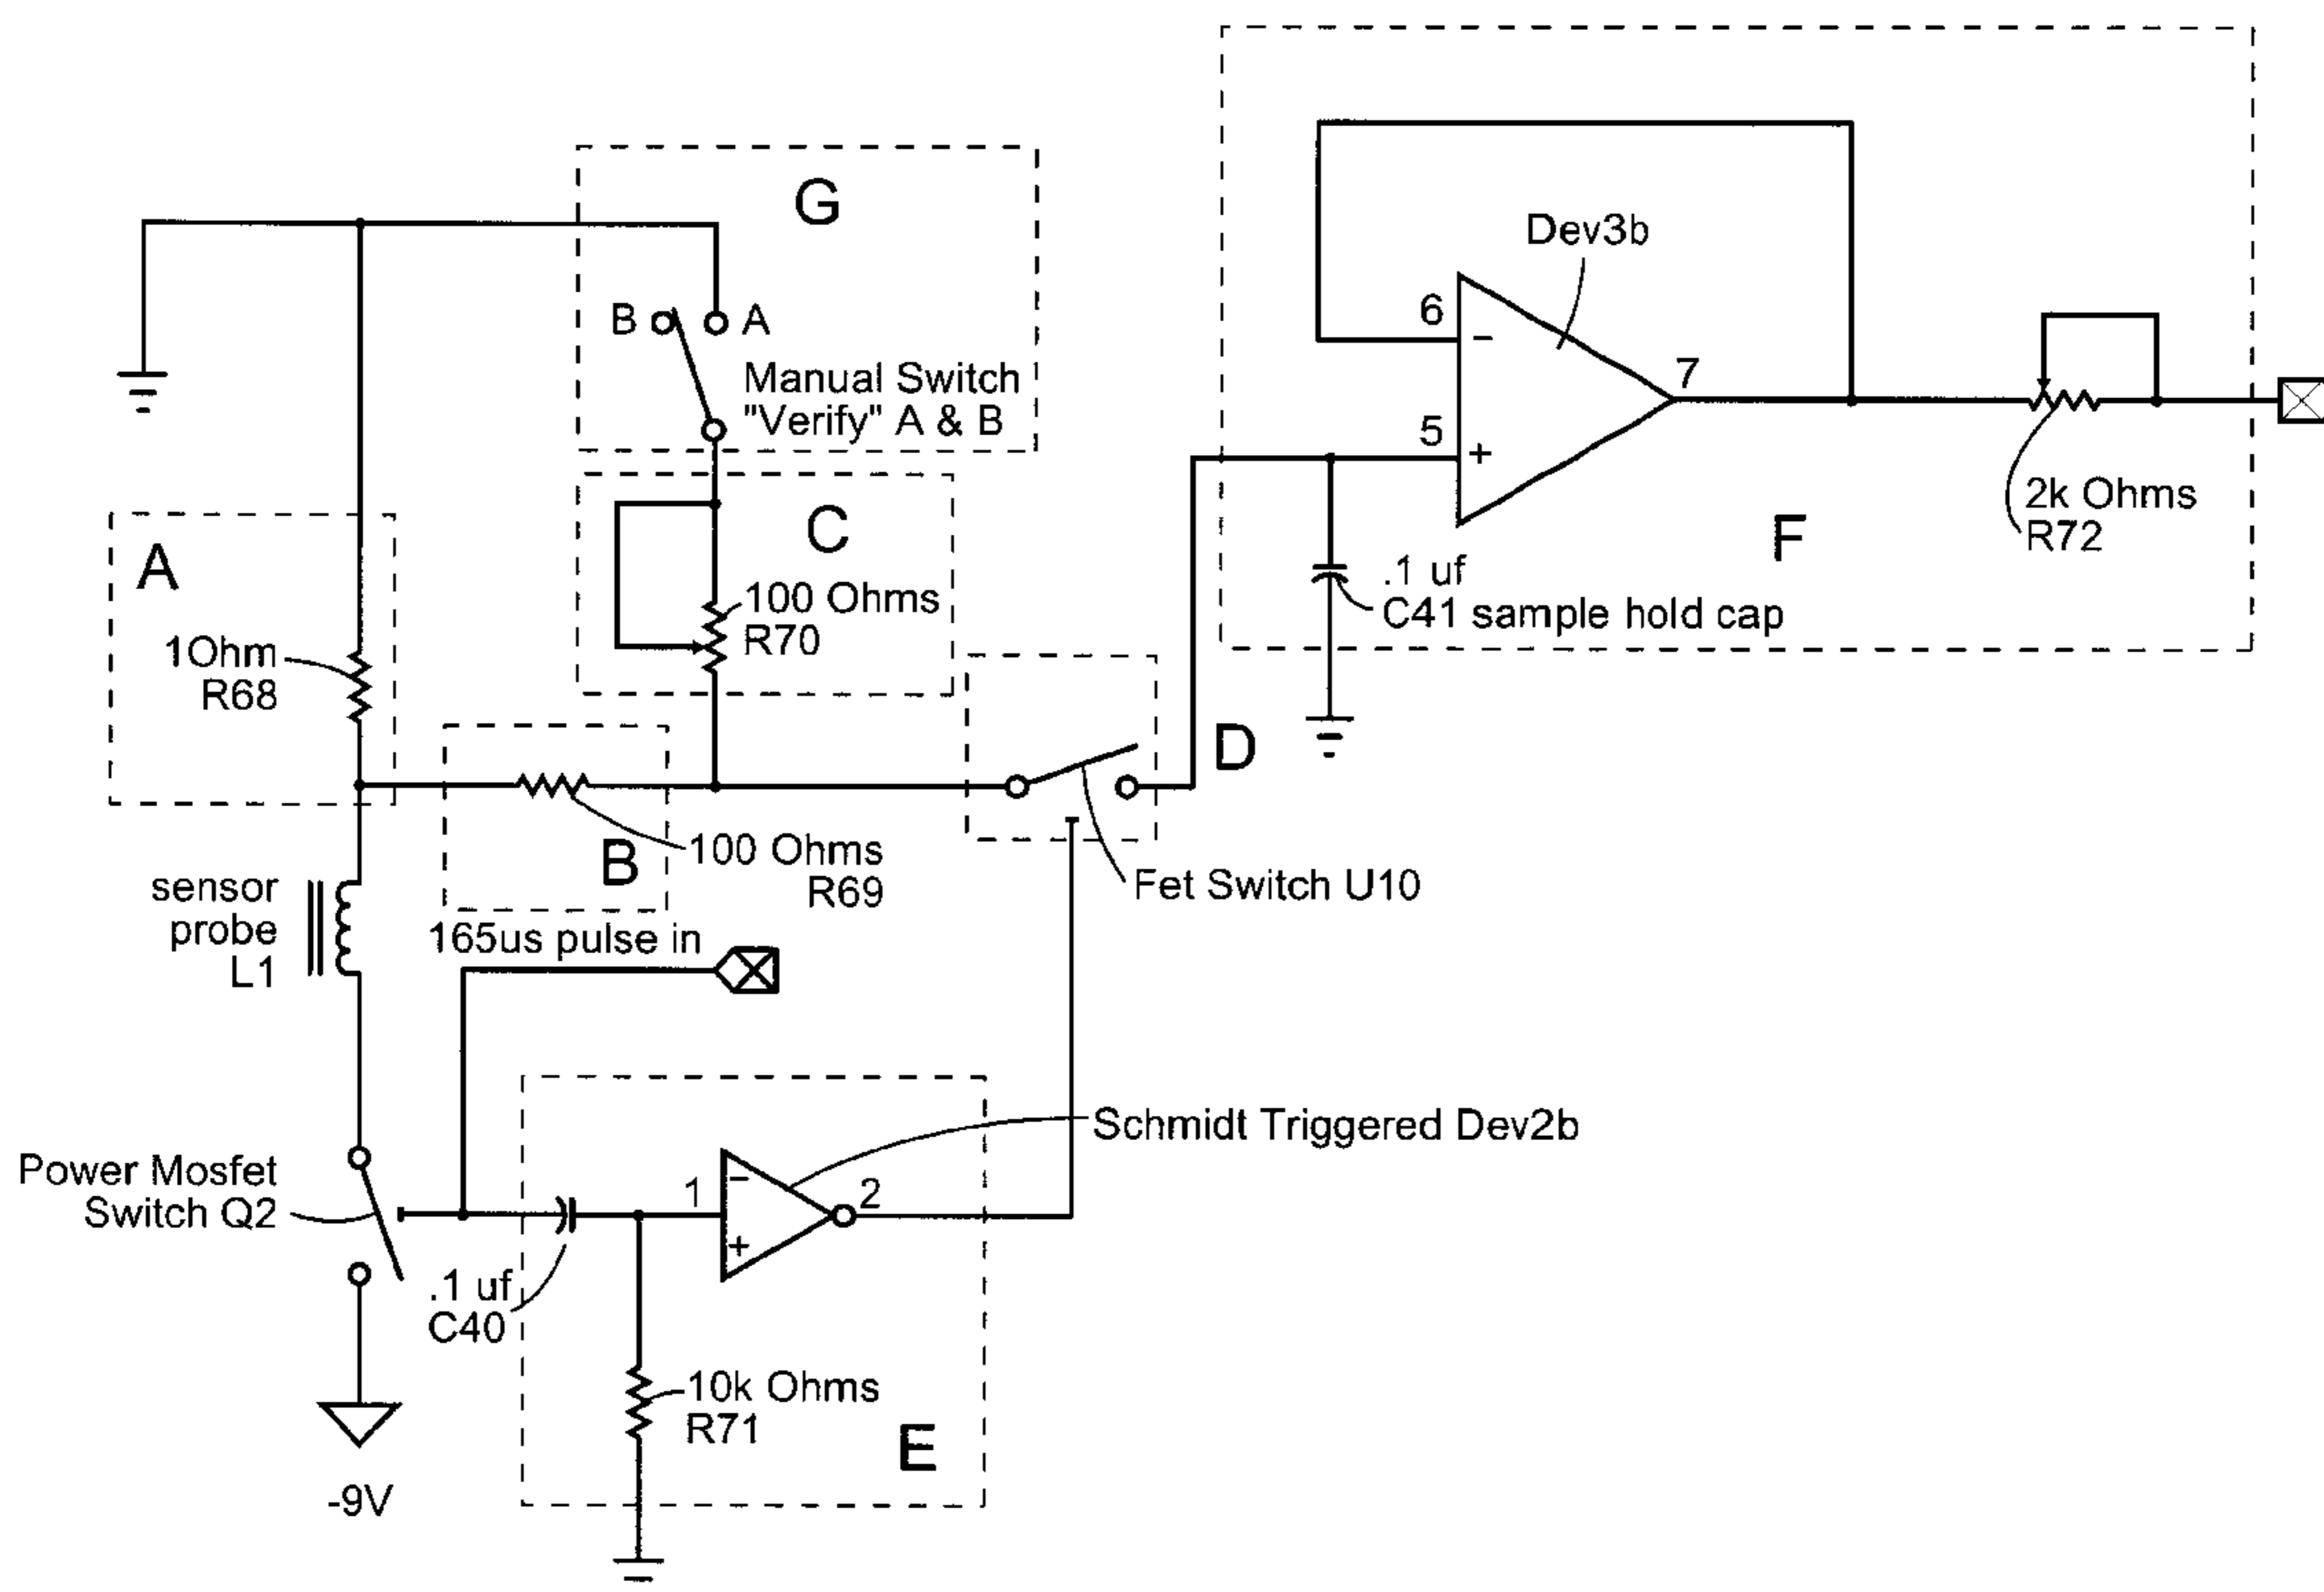 G
B
A
Manual Switch
"Verify" A & B
Dev3b
6
-
5
+
7
2k Ohms
R72
F
.1 uf
C41 sample hold cap
C
100 Ohms
R70
A
1Ohm
R68
D
B
100 Ohms
R69
Fet Switch U10
sensor
probe
L1
165us pulse in
Schmidt Triggered Dev2b
Power Mosfet
Switch Q2
1
-
+
2
.1 uf
C40
10k Ohms
R71
E
-9V